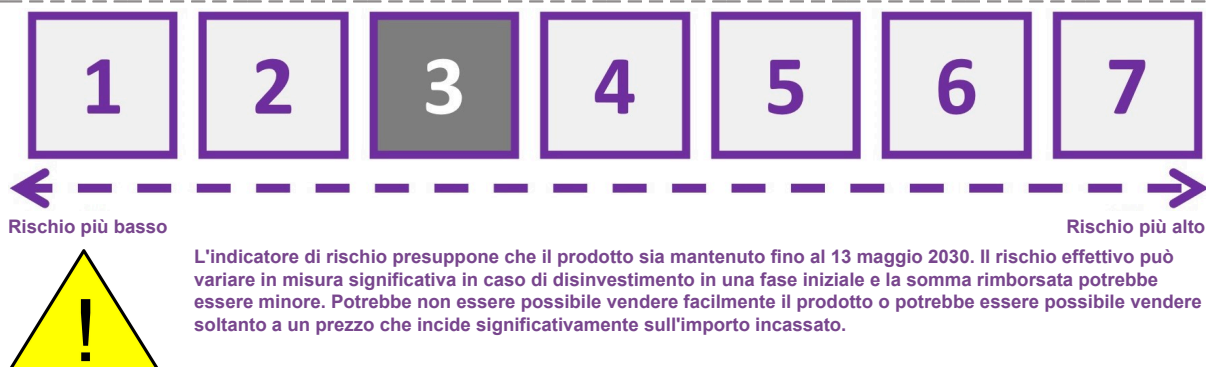 1 2 3 4 5 6 7
Rischio più basso Rischio più alto
L'indicatore di rischio presuppone che il prodotto sia mantenuto fino al 13 maggio 2030. Il rischio effettivo può
variare in misura significativa in caso di disinvestimento in una fase iniziale e la somma rimborsata potrebbe
essere minore. Potrebbe non essere possibile vendere facilmente il prodotto o potrebbe essere possibile vendere
soltanto a un prezzo che incide significativamente sull'importo incassato.
!